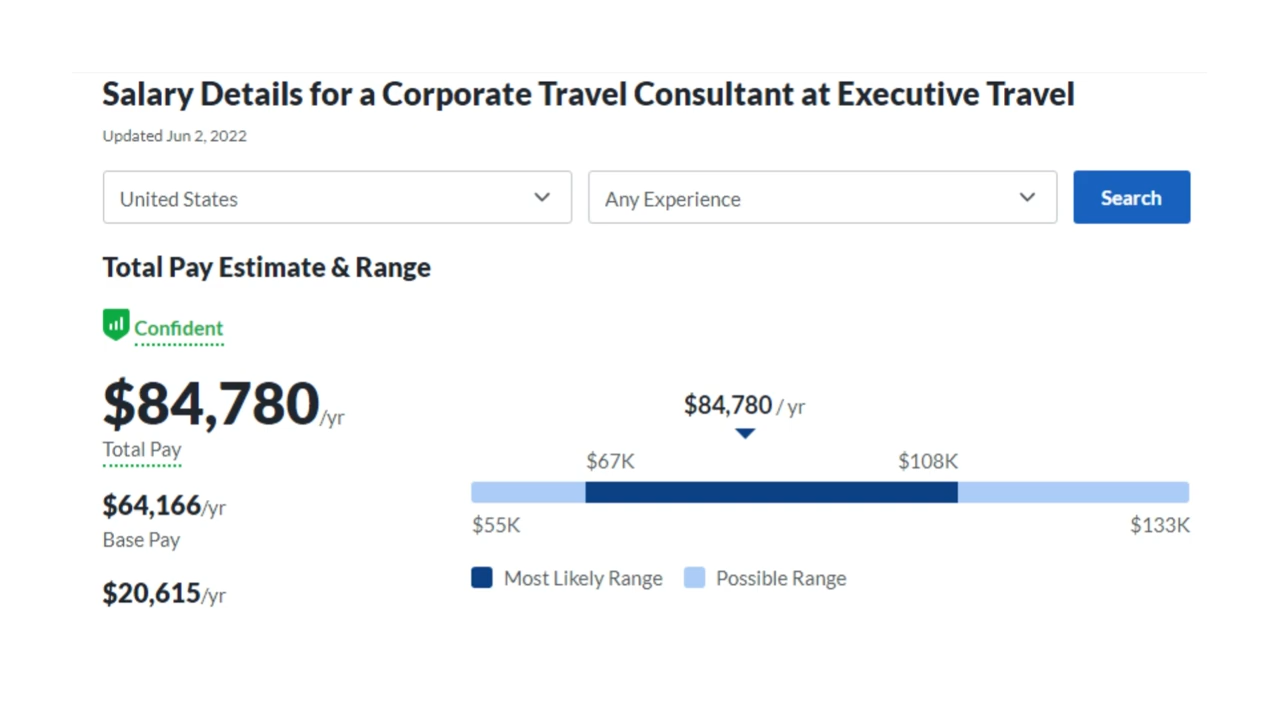 Salary Details for a Corporate Travel Consultant at Executive Travel
Updated Jun 2, 2022
United States
Any Experience
Search
Total Pay Estimate & Range
Confident
$84,780/yr
Total Pay
$64,166/yr
Base Pay
$20,615/yr
$84,780 / yr
$67K
$108K
$55K
$133K
Most Likely Range
Possible Range